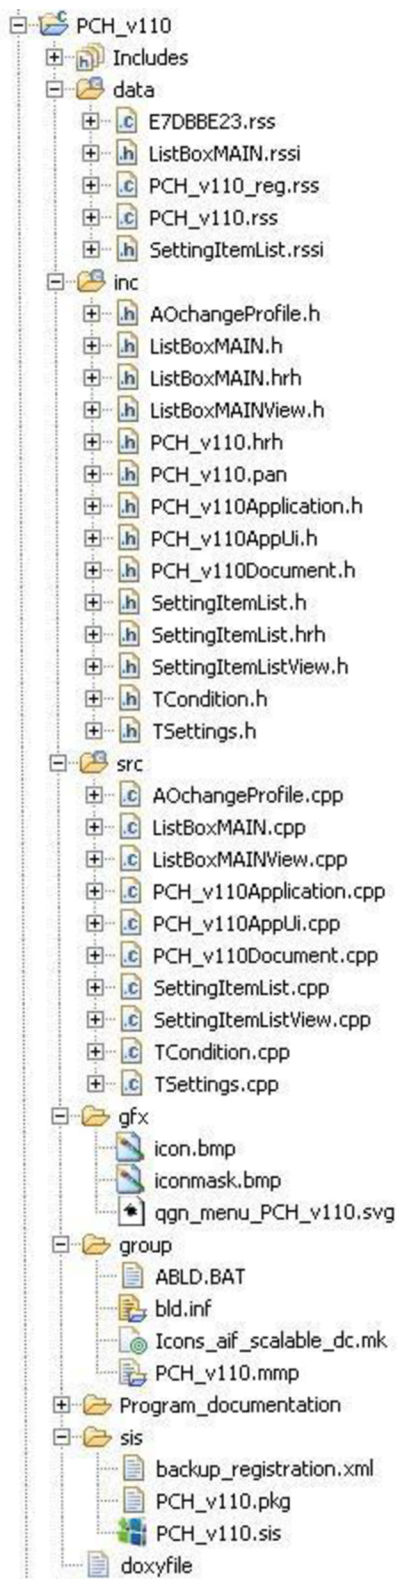 PCH_v110
Includes
data
E7DBBE23.rss
ListBoxMAIN.rssi
PCH_v110_reg.rss
PCH_v110.rss
SettingItemList.rssi
inc
AOchangeProfile.h
ListBoxMAIN.h
ListBoxMAIN.hrh
ListBoxMAINView.h
PCH_v110.hrh
PCH_v110.pan
PCH_v110Application.h
PCH_v110AppUi.h
PCH_v110Document.h
SettingItemList.h
SettingItemList.hrh
SettingItemListView.h
TCondition.h
TSettings.h
src
AOchangeProfile.cpp
ListBoxMAIN.cpp
ListBoxMAINView.cpp
PCH_v110Application.cpp
PCH_v110AppUi.cpp
PCH_v110Document.cpp
SettingItemList.cpp
SettingItemListView.cpp
TCondition.cpp
TSettings.cpp
gfx
icon.bmp
iconmask.bmp
qgn_menu_PCH_v110.svg
group
ABLD.BAT
bld.inf
Icons_aif_scalable_dc.mk
PCH_v110.mmp
Program_documentation
sis
backup_registration.xml
PCH_v110.pkg
PCH_v110.sis
doxyfile